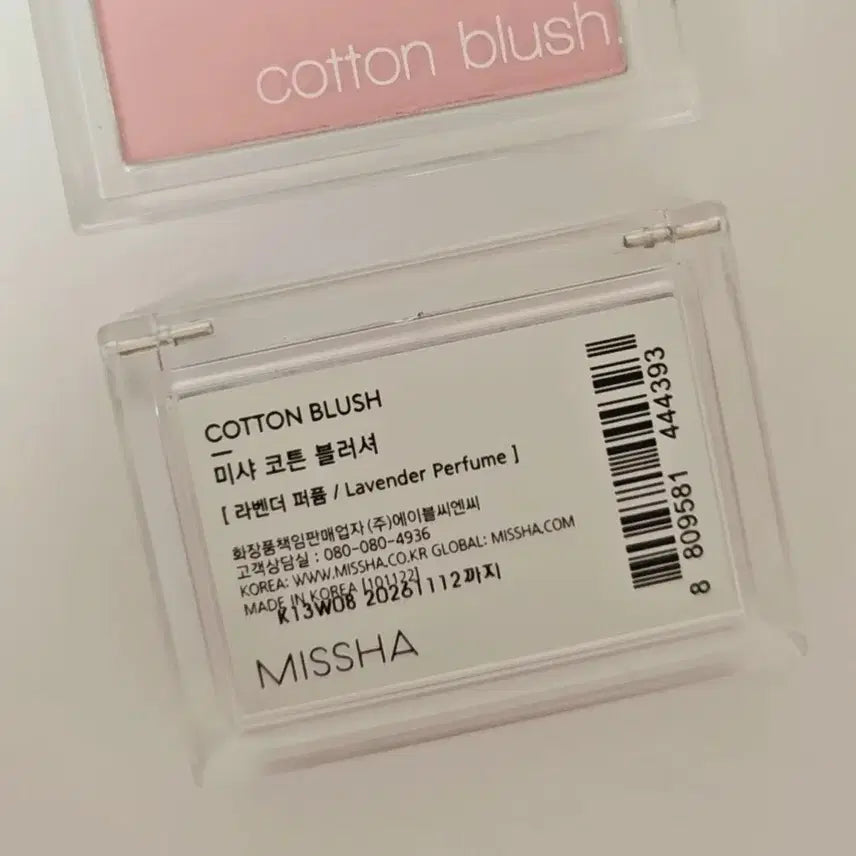 cotton blush.
COTTON BLUSH
미샤 코튼 블러셔
[ 라벤더 퍼퓸 / Lavender Perfume ]
화장품책임판매업자 (주)에이블씨엔씨
고객상담실 : 080-080-4936
KOREA: WWW.MISSHA.CO.KR GLOBAL: MISSHA.COM
MADE IN KOREA [101122]
K13W08 20261112까지
MISSHA
8 809581 444393